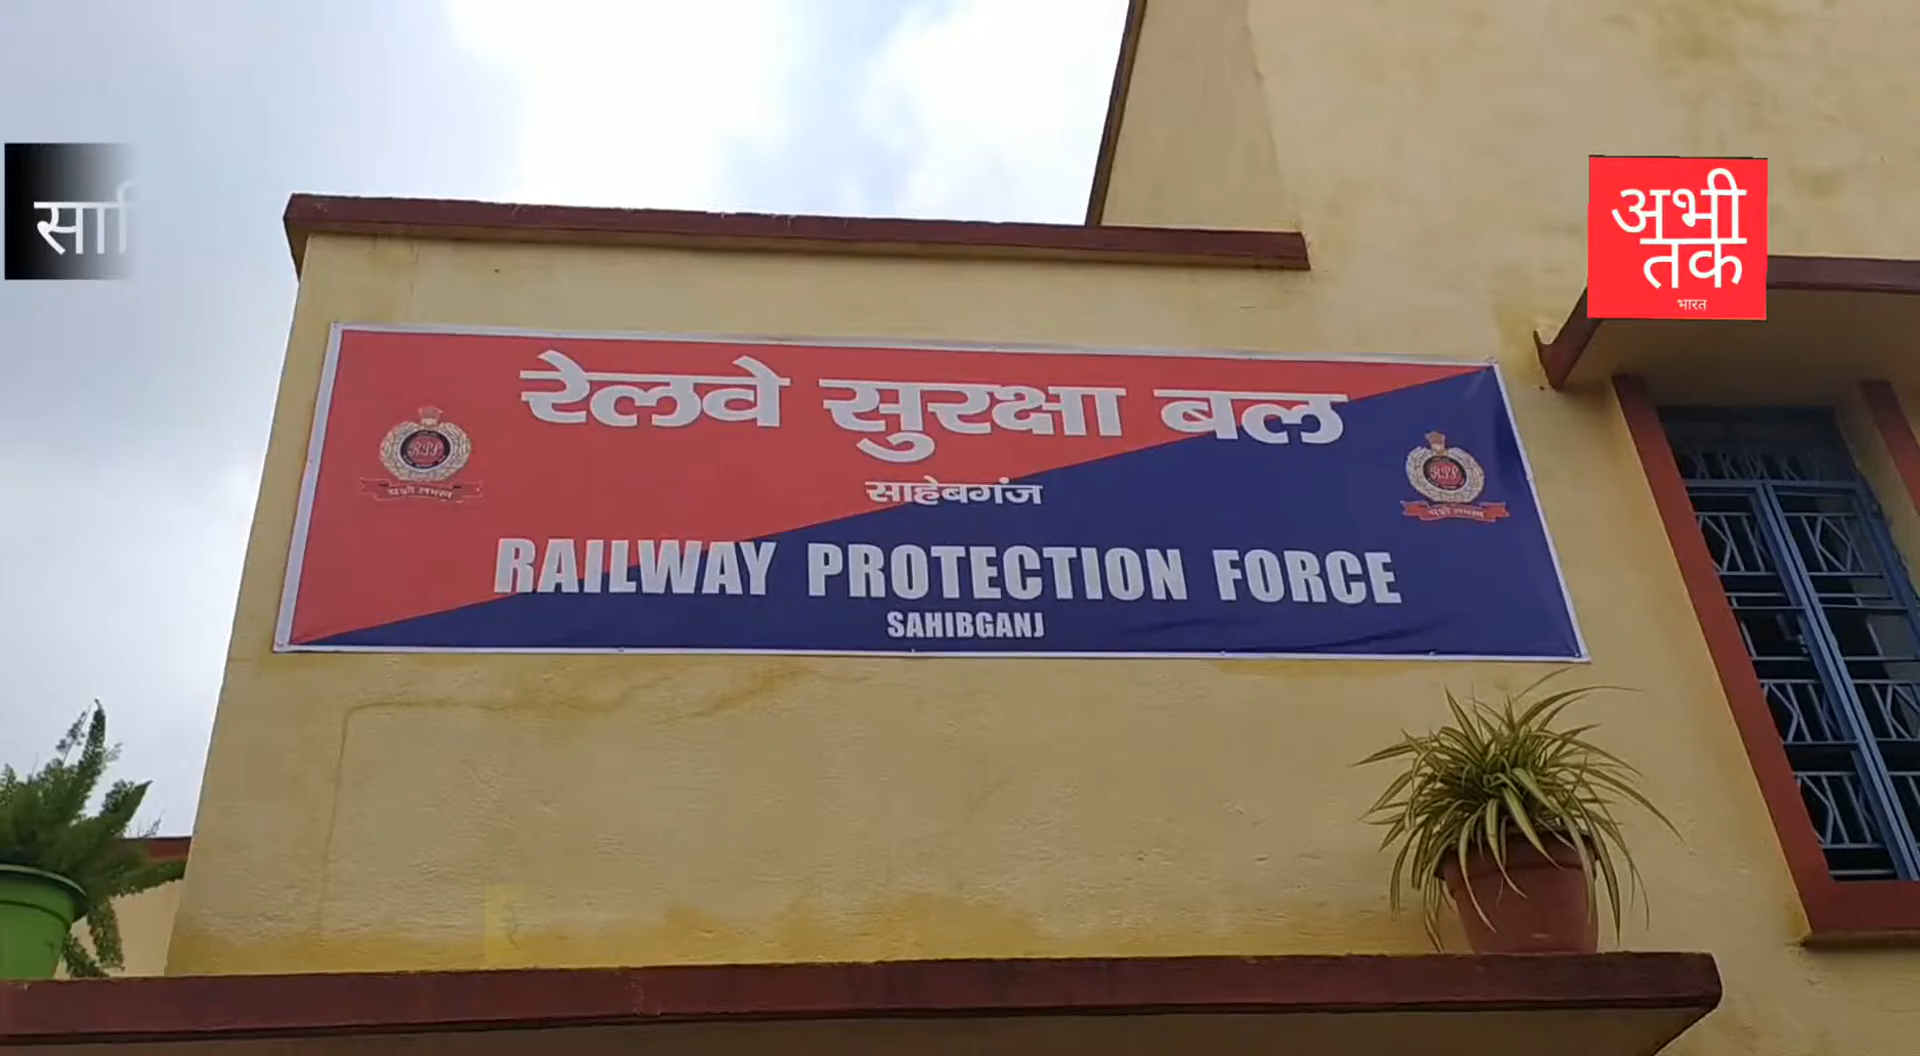 सा
अभी
तक
भारत
रेलवे सुरक्षा बल
साहेबगंज
RAILWAY PROTECTION FORCE
SAHIBGANJ